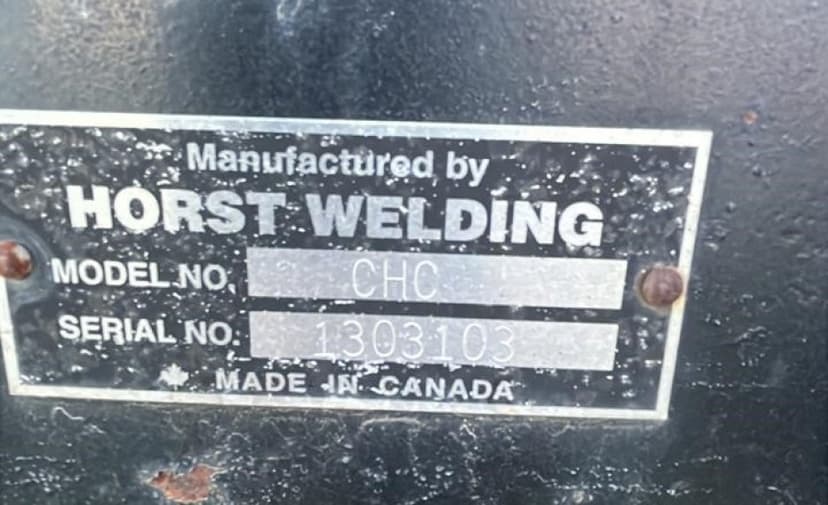 Manufactured by
HORST WELDING
MODEL NO. CHC
SERIAL NO. 1303103
MADE IN CANADA